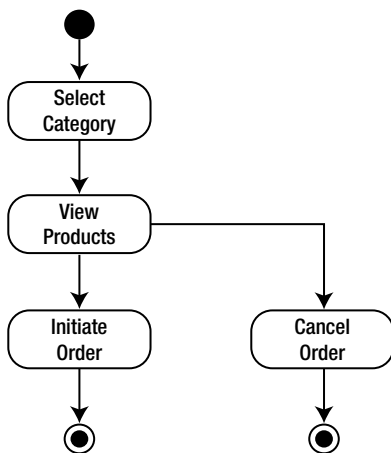 Select
Category
View
Products
Initiate
Order
Cancel
Order